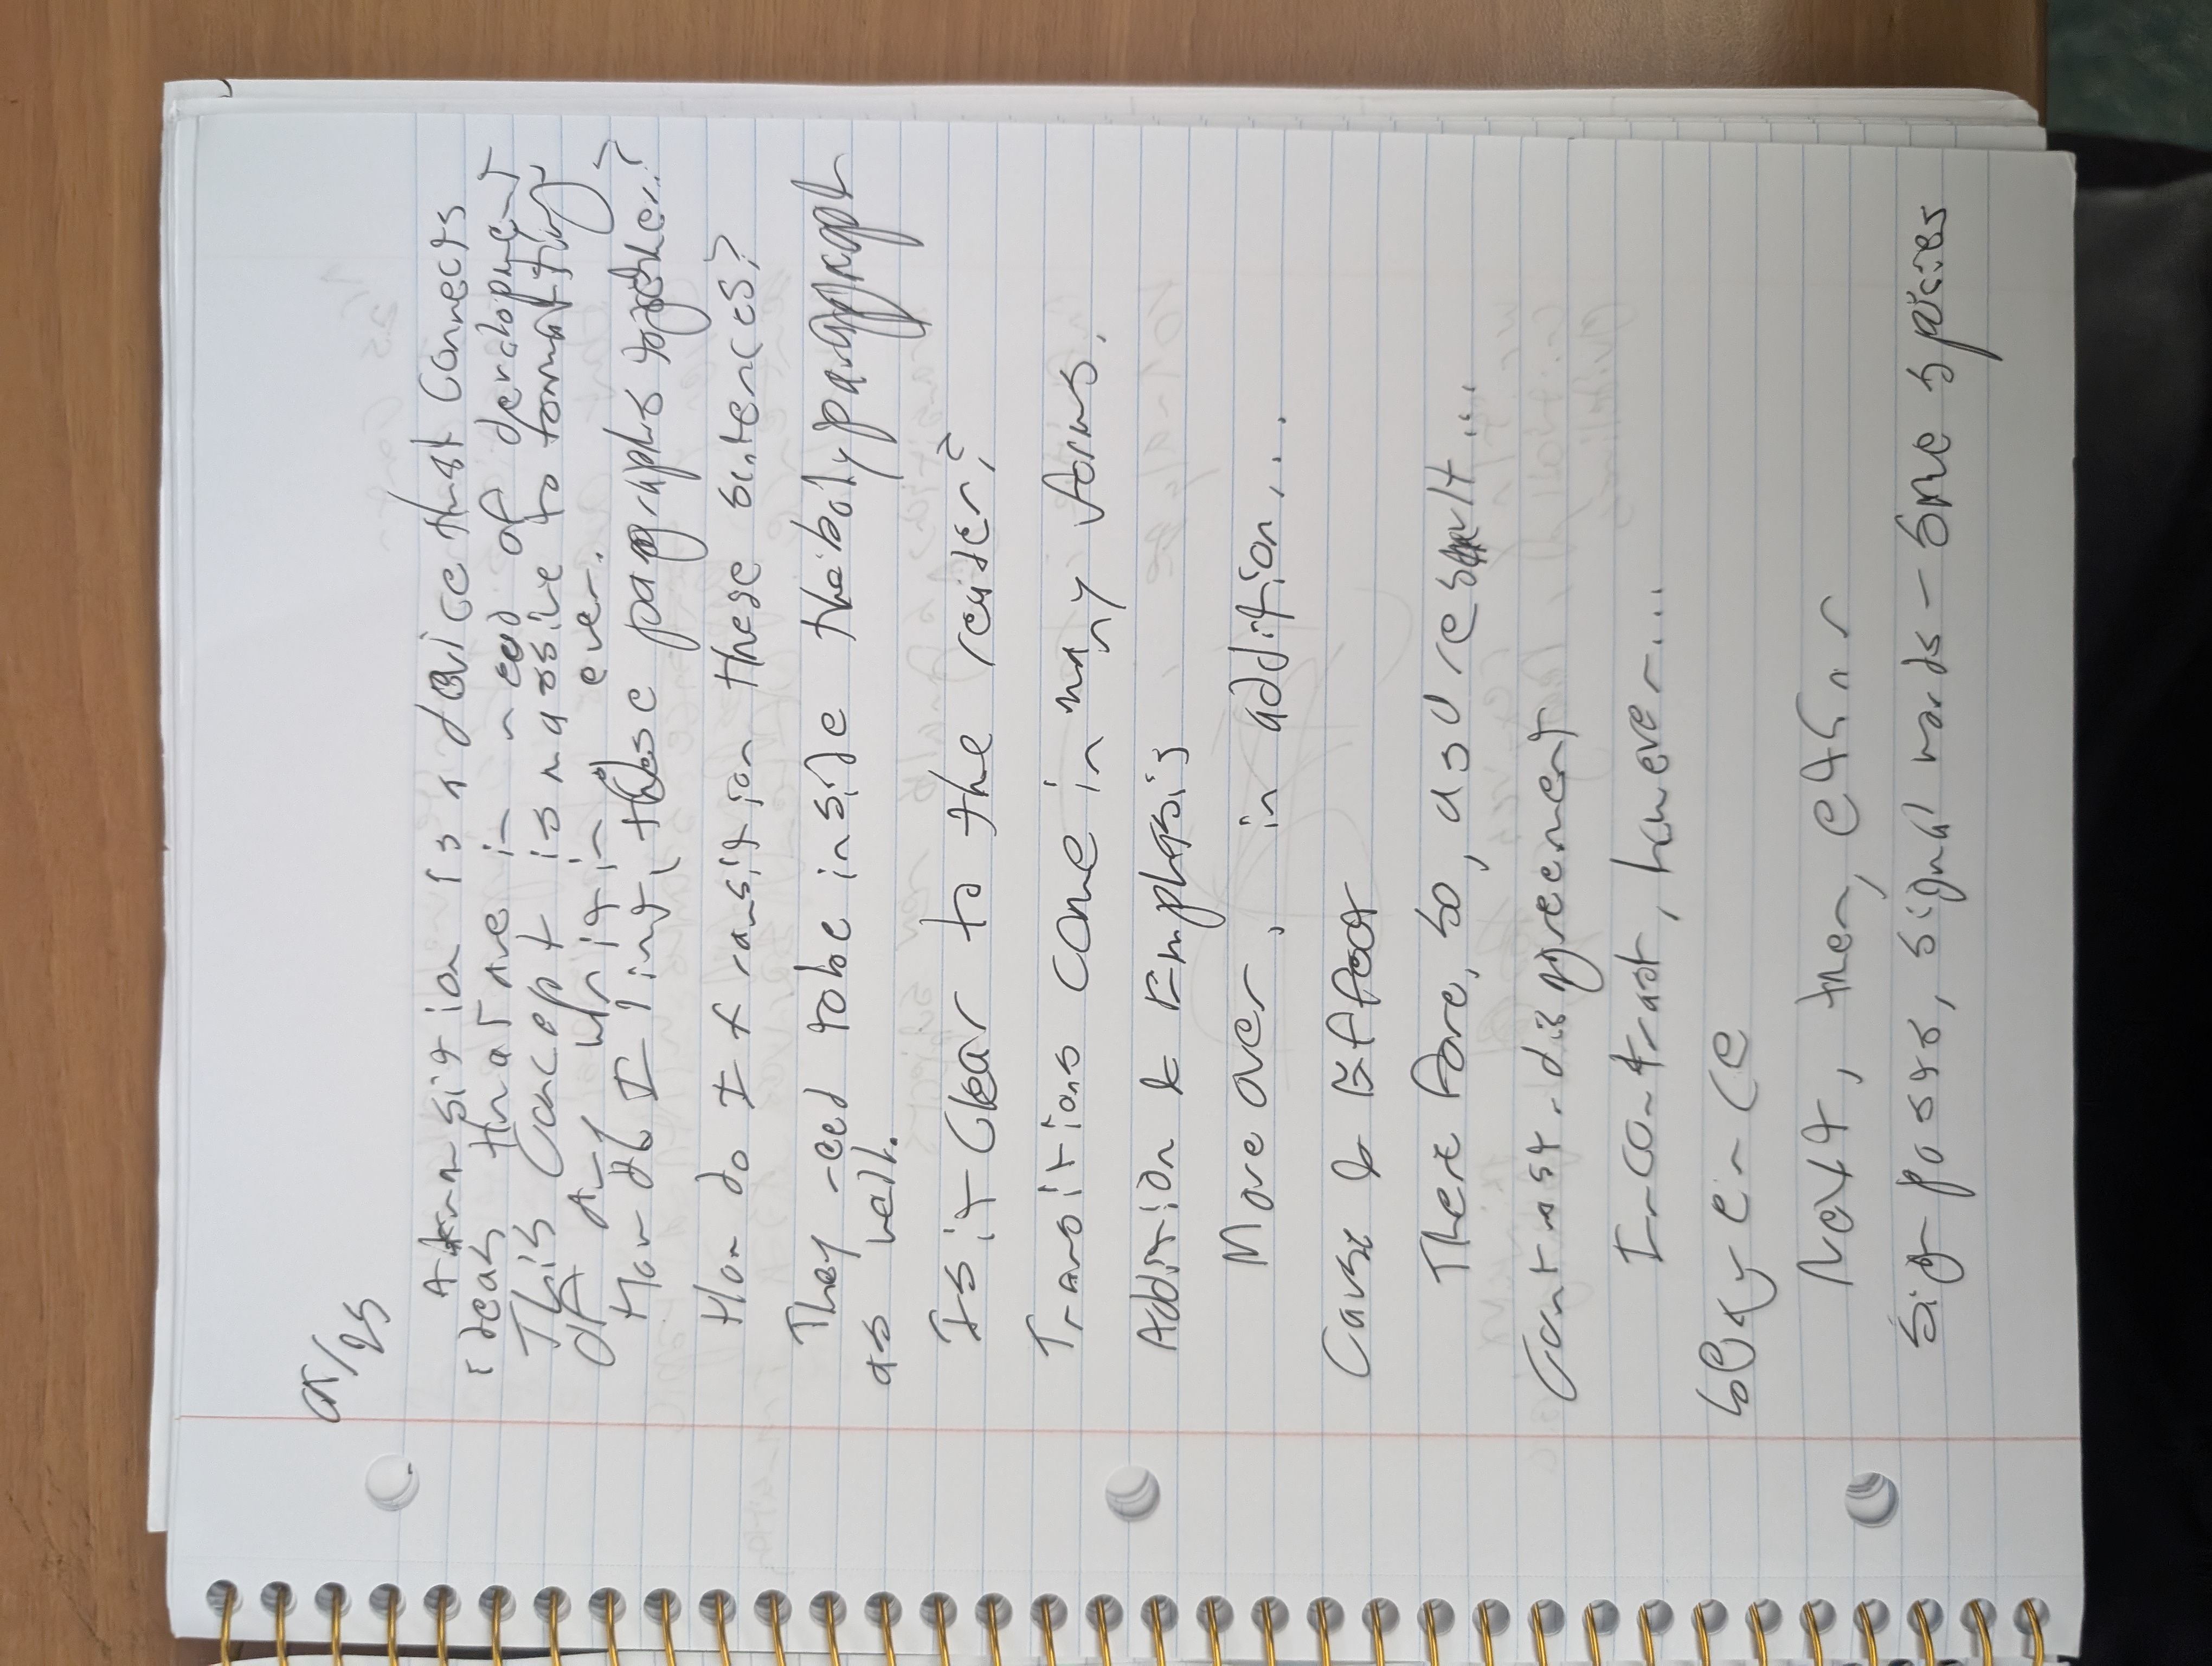 A transition is a device that connects
ideas that are in need of development
This concept is massive to formatting
of any writing ever.
How do I link these paragraphs together?
How do I transition these sentences?
They need to be inside the body paragraph
as well.
Is it clear to the reader?
Transitions come in many forms.
Addition & Emphasis
Moreover, in addition...
Cause & Effect
Therefore, so, as a result...
Contrast - disagreement
In contrast, however...
Sequence
Next, then,
Sign posts, signal words - same species